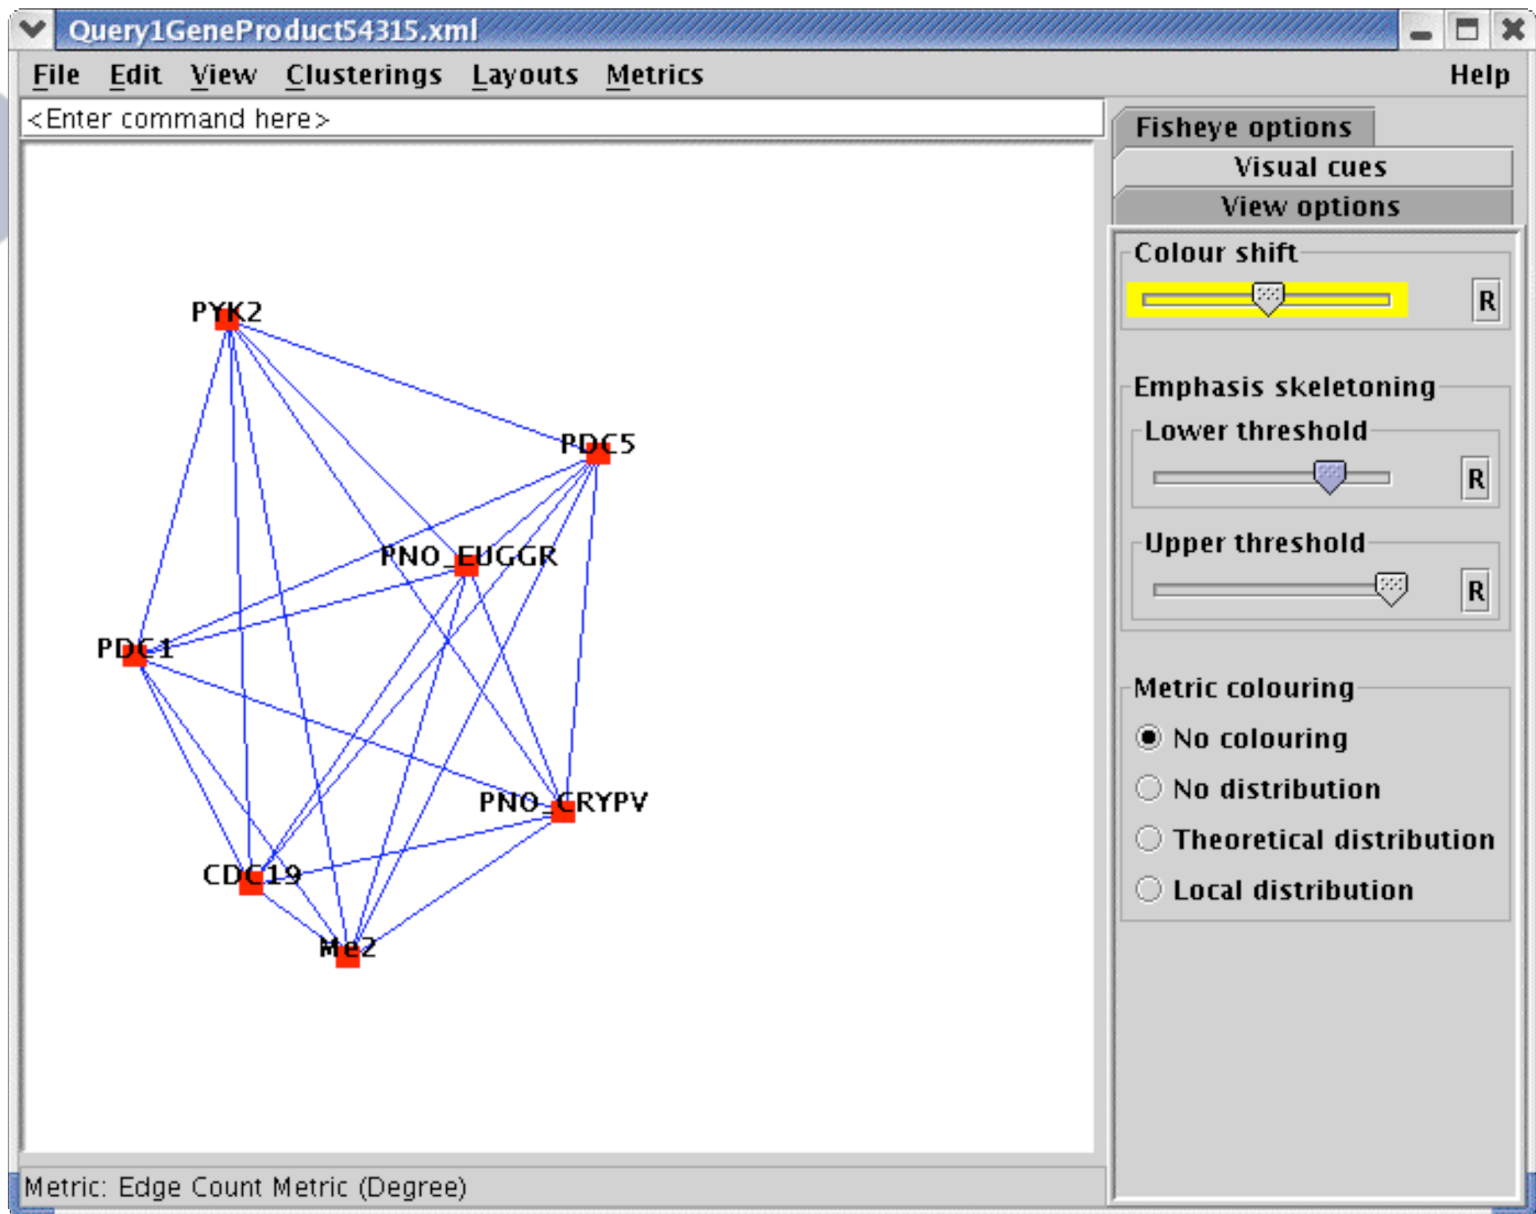 Query1GeneProduct54315.xml
File Edit View Clusterings Layouts Metrics Help
<Enter command here>
Fisheye options
Visual cues
View options
Colour shift
R
Emphasis skeletoning
Lower threshold
R
Upper threshold
R
Metric colouring
No colouring
No distribution
Theoretical distribution
Local distribution
PYK2
PDC5
PNO_EUGGR
PDC1
PNO_CRYPV
CDC19
Me2
Metric: Edge Count Metric (Degree)